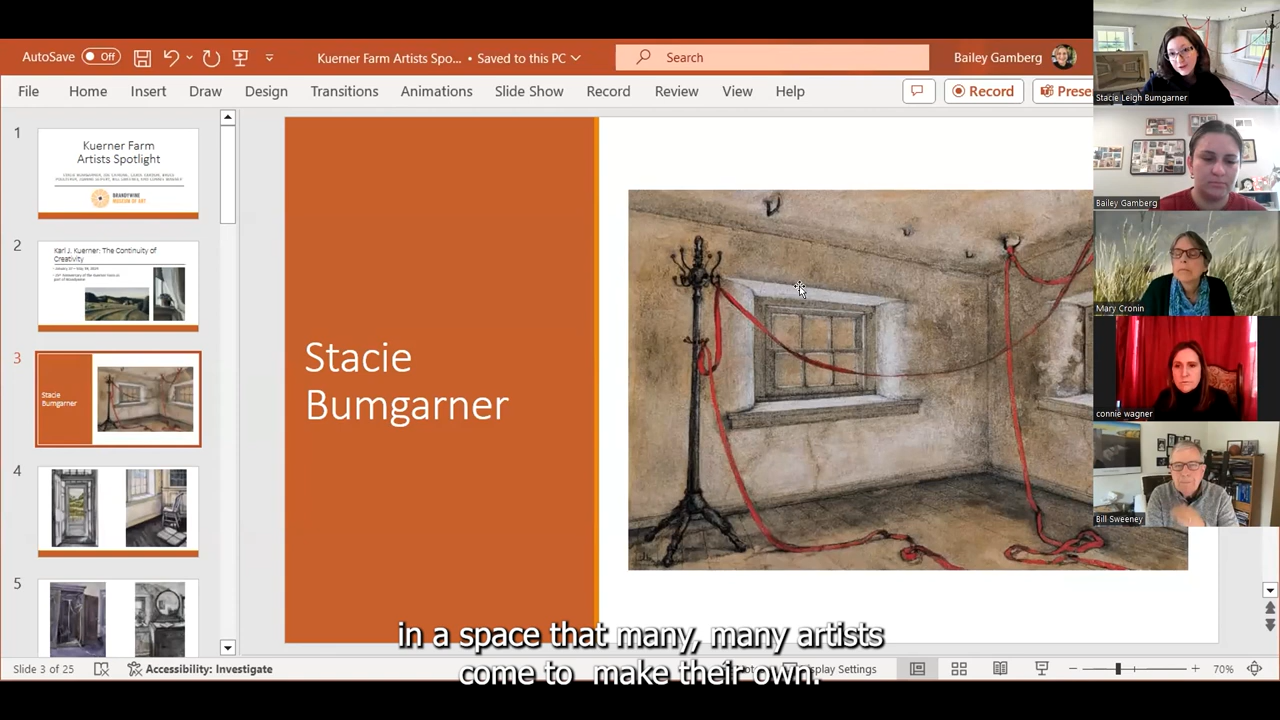 AutoSave Off
Kuerner Farm Artists Spo... • Saved to this PC
Search
Bailey Gamberg
File Home Insert Draw Design Transitions Animations Slide Show Record Review View Help
Record
Prese
1
Kuerner Farm
Artists Spotlight
BRANDYWINE
MUSEUM OF ART
2
Karl J. Kuerner: The Continuity of
Creativity
3
Stacie
Bumgarner
4
5
Stacie
Bumgarner
Stacie Leigh Bumgarner
Bailey Gamberg
Mary Cronin
connie wagner
Bill Sweeney
in a space that many, many artists
come to make their own.
Slide 3 of 25
Accessibility: Investigate
Display Settings
70%